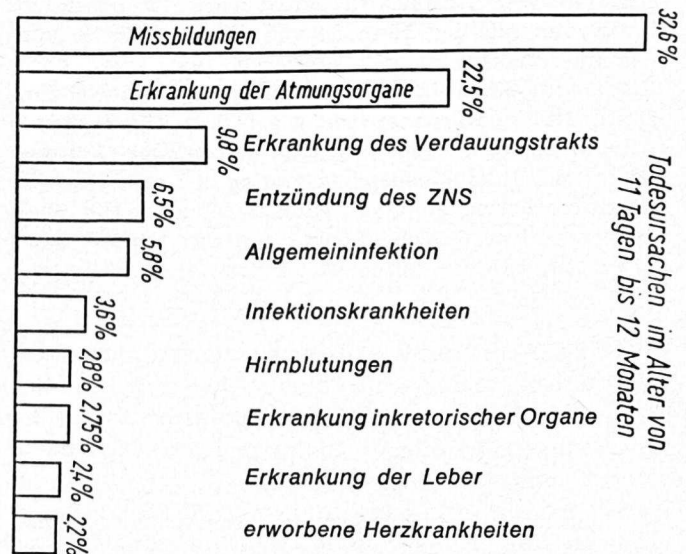 Todesursachen im Alter von
11 Tagen bis 12 Monaten
Missbildungen 32,6%
Erkrankung der Atmungsorgane 22,5%
9,8% Erkrankung des Verdauungstrakts
6,5% Entzündung des ZNS
5,8% Allgemeininfektion
3,6% Infektionskrankheiten
2,8% Hirnblutungen
2,75% Erkrankung inkretorischer Organe
2,4% Erkrankung der Leber
2,2% erworbene Herzkrankheiten